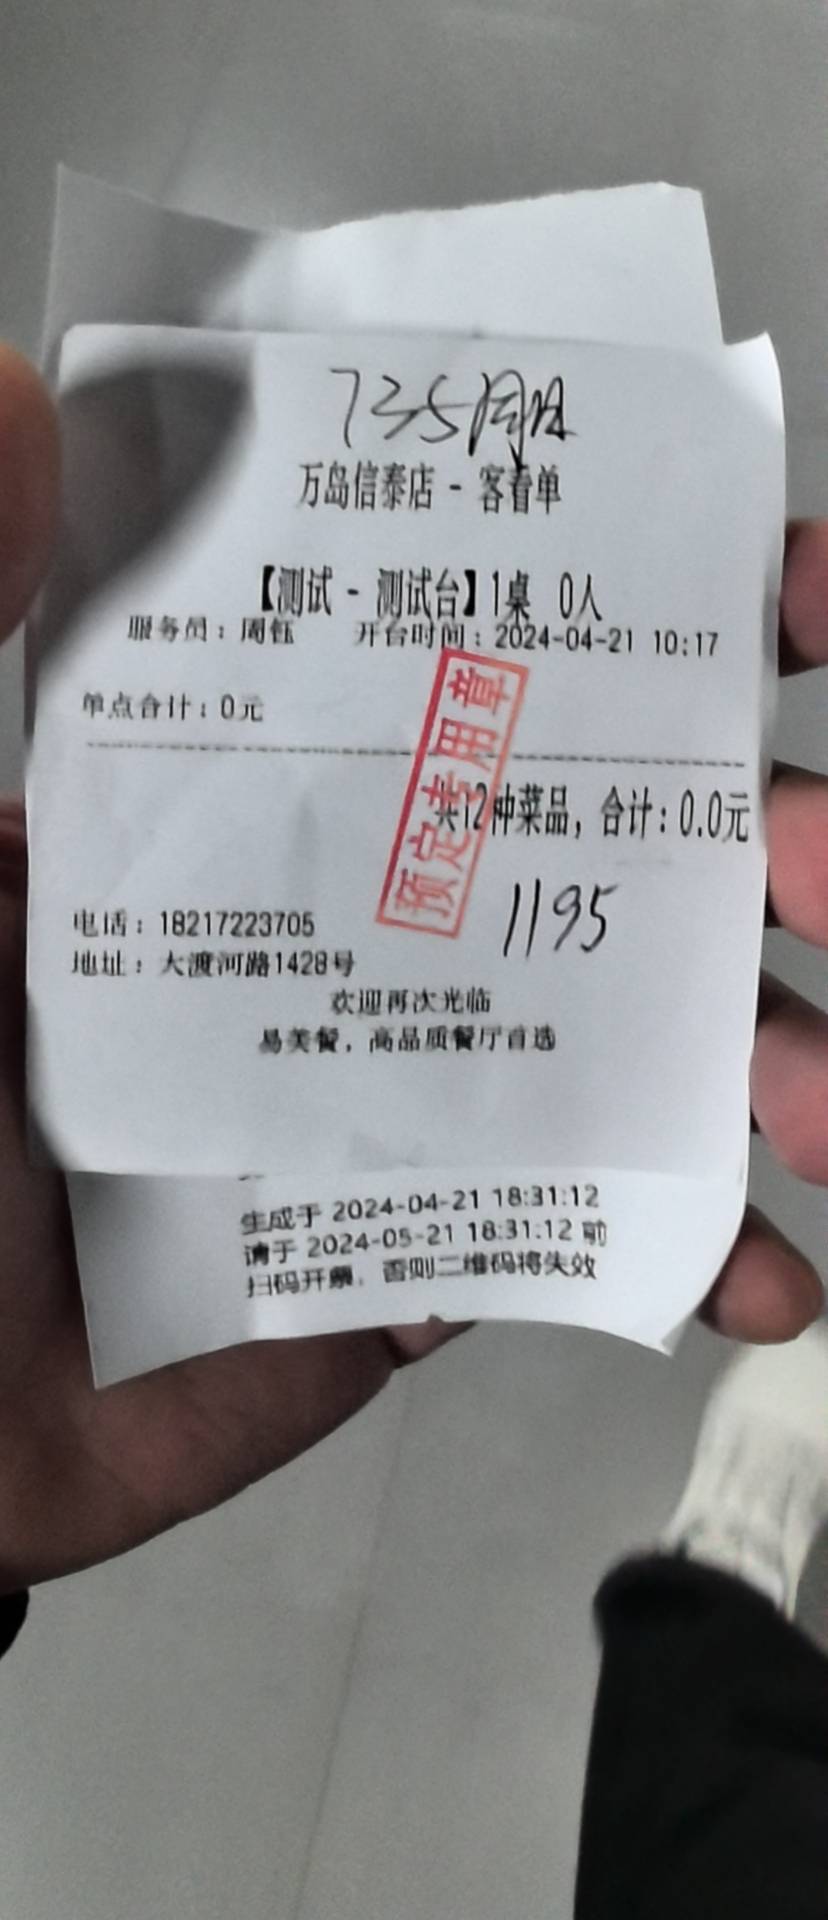 735周
万岛信泰店 - 客看单
【测试 - 测试台】1桌 0人
服务员：周钰 开台时间：2024-04-21 10:17
单点合计：0元
预定专用章
共12种菜品，合计：0.0元
1195
电话：18217223705
地址：大渡河路1428号
欢迎再次光临
易美餐，高品质餐厅首选
生成于 2024-04-21 18:31:12
请于 2024-05-21 18:31:12 前
扫码开票，否则二维码将失效